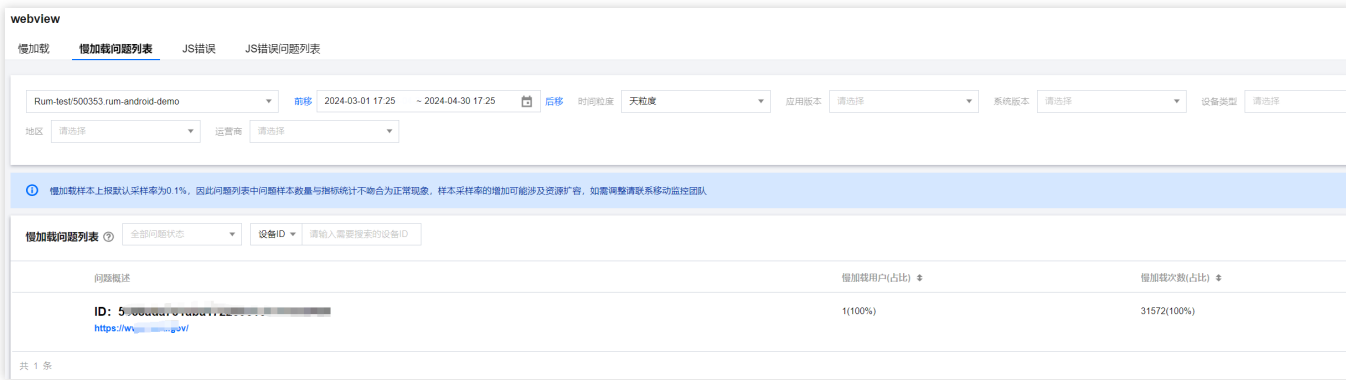 webview
慢加载 慢加载问题列表 JS错误 JS错误问题列表
Rum-test/500353.rum-android-demo 前移 2024-03-01 17:25 ~ 2024-04-30 17:25 后移 时间粒度 天粒度 应用版本 请选择 系统版本 请选择 设备类型 请选择
地区 请选择 运营商 请选择
慢加载样本上报默认采样率为0.1%，因此问题列表中问题样本数量与指标统计不吻合为正常现象，样本采样率的增加可能涉及资源扩容，如需调整请联系移动监控团队
慢加载问题列表 全部问题状态 设备ID 请输入需要搜索的设备ID
问题概述 慢加载用户(占比) 慢加载次数(占比)
ID: 1(100%) 31572(100%)
共 1 条